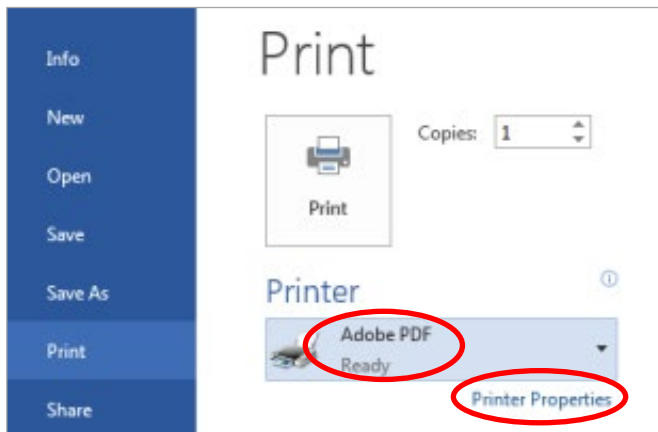 Info
New
Open
Save
Save As
Print
Share
Print
Copies: 1
Print
Printer
Adobe PDF
Ready
Printer Properties